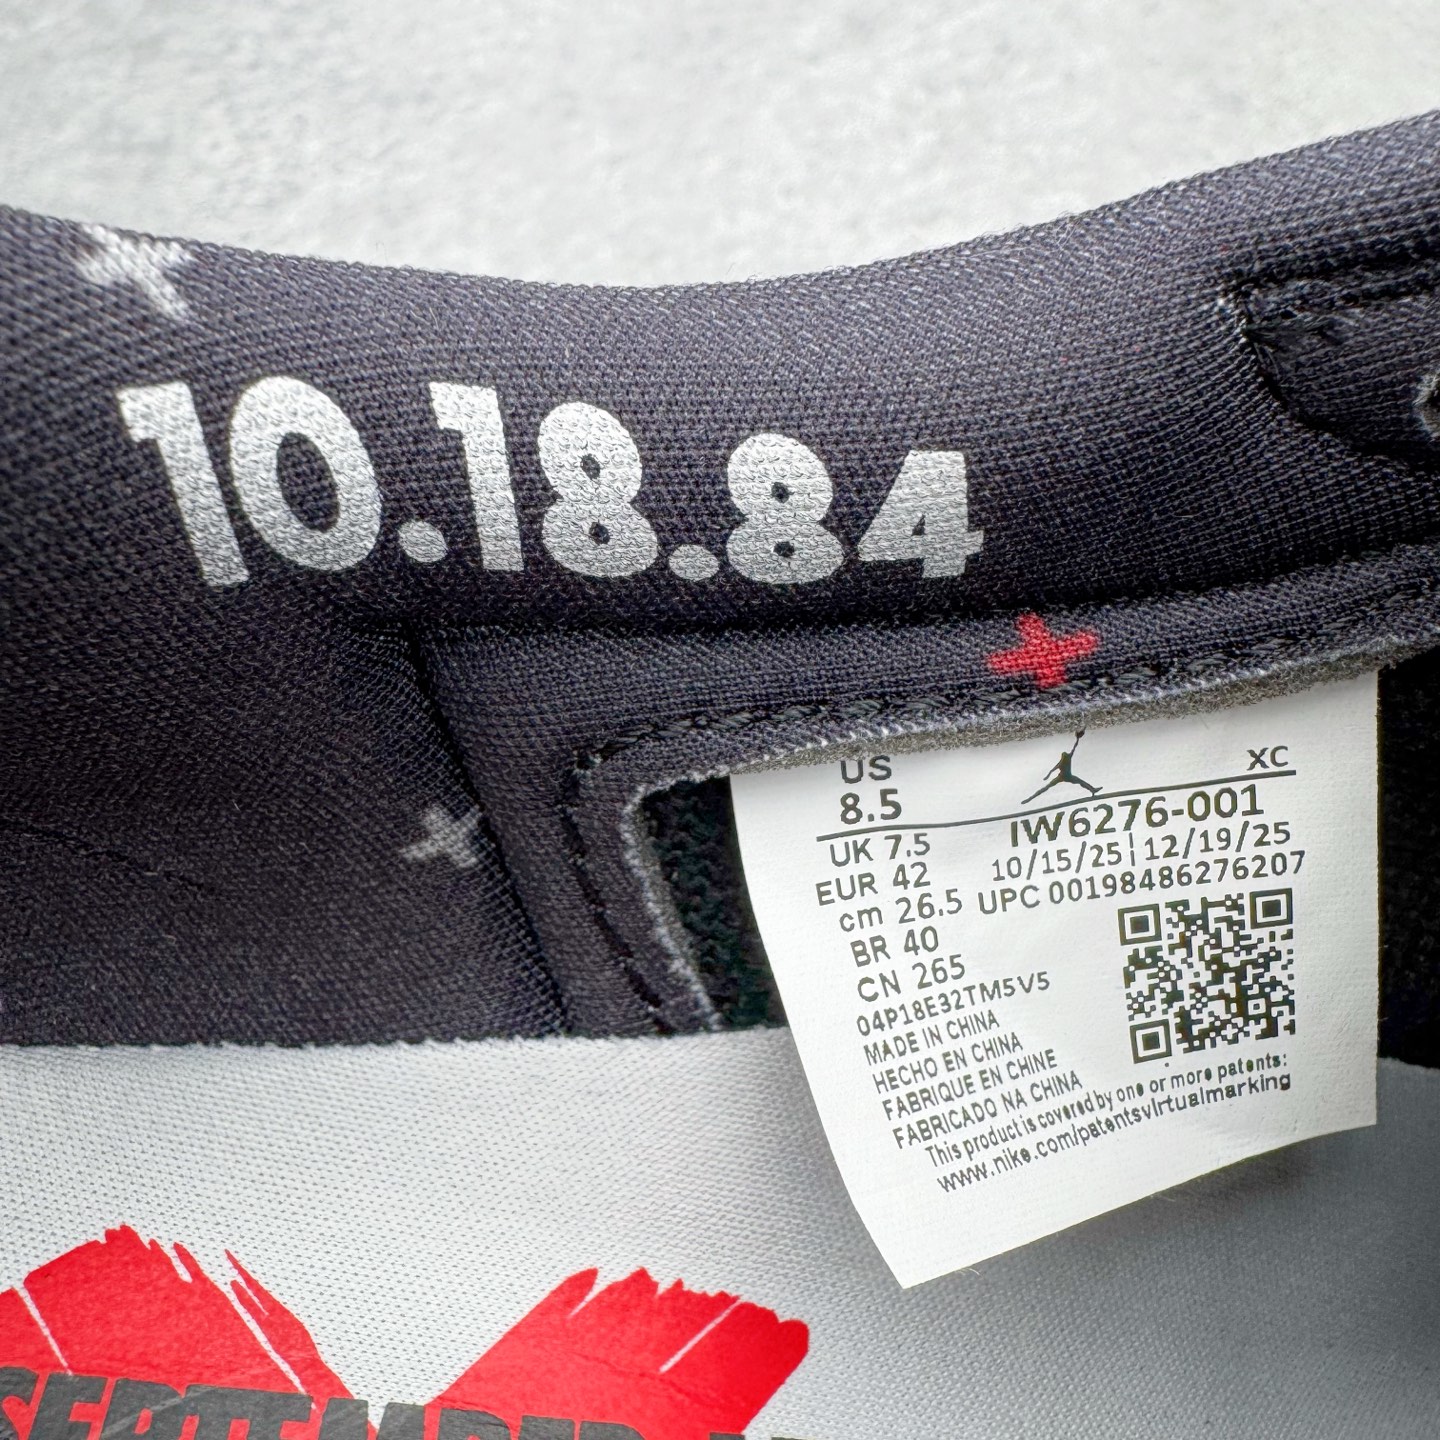 10.18.84
US XC
8.5 IW6276-001
UK 7.5 10/15/25 12/19/25
EUR 42 UPC 00198486276207
cm 26.5
BR 40
CN 265
04P18E32TM5V5
MADE IN CHINA
HECHO EN CHINA
FABRIQUE EN CHINE
FABRICADO NA CHINA
This product is covered by one or more patents:
www.nike.com/patentsvirtualmarking